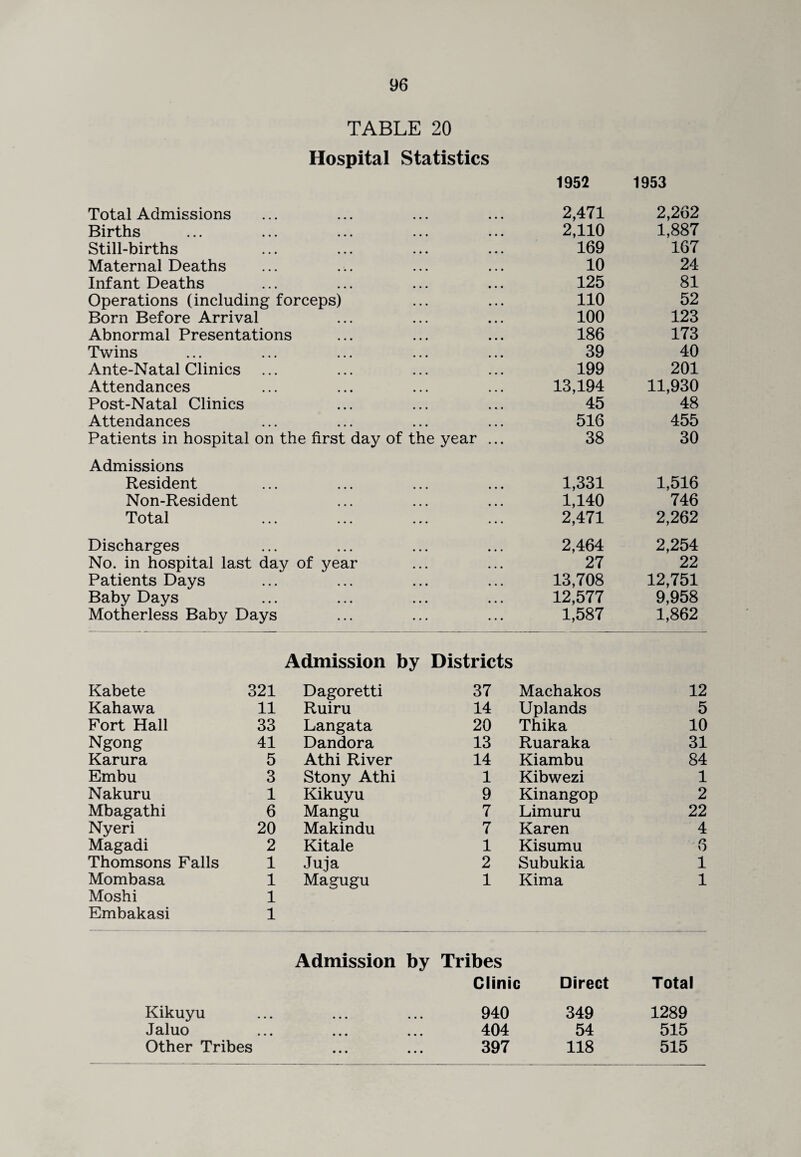 96
TABLE 20
Hospital Statistics
1952 1953
Total Admissions ... ... ... ... 2,471 2,262
Births ... ... ... ... ... 2,110 1,887
Still-births ... ... ... ... 169 167
Maternal Deaths ... ... ... ... 10 24
Infant Deaths ... ... ... ... 125 81
Operations (including forceps) ... ... 110 52
Born Before Arrival ... ... ... 100 123
Abnormal Presentations ... ... ... 186 173
Twins ... ... ... ... ... 39 40
Ante-Natal Clinics ... ... ... ... 199 201
Attendances ... ... ... ... 13,194 11,930
Post-Natal Clinics ... ... ... 45 48
Attendances ... ... ... ... 516 455
Patients in hospital on the first day of the year ... 38 30
Admissions
Resident ... ... ... ... 1,331 1,516
Non-Resident ... ... ... 1,140 746
Total ... ... ... ... 2,471 2,262
Discharges ... ... ... ... 2,464 2,254
No. in hospital last day of year ... ... 27 22
Patients Days ... ... ... ... 13,708 12,751
Baby Days ... ... ... ... 12,577 9,958
Motherless Baby Days ... ... ... 1,587 1,862
Admission by Districts
Kabete 321 Dagoretti 37 Machakos 12
Kahawa 11 Ruiru 14 Uplands 5
Fort Hall 33 Langata 20 Thika 10
Ngong 41 Dandora 13 Ruaraka 31
Karura 5 Athi River 14 Kiambu 84
Embu 3 Stony Athi 1 Kibwezi 1
Nakuru 1 Kikuyu 9 Kinangop 2
Mbagathi 6 Mangu 7 Limuru 22
Nyeri 20 Makindu 7 Karen 4
Magadi 2 Kitale 1 Kisumu 6
Thomsons Falls 1 Juja 2 Subukia 1
Mombasa 1 Magugu 1 Kima 1
Moshi 1
Embakasi 1
Admission by Tribes
Clinic Direct Total
Kikuyu ... ... ... 940 349 1289
Jaluo ... ... ... 404 54 515
Other Tribes ... ... 397 118 515